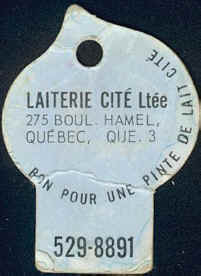 LAITERIE CITÉ Ltée
275 BOUL. HAMEL,
QUÉBEC, QUE. 3
BON POUR UNE PINTE DE LAIT CITÉ
529-8891